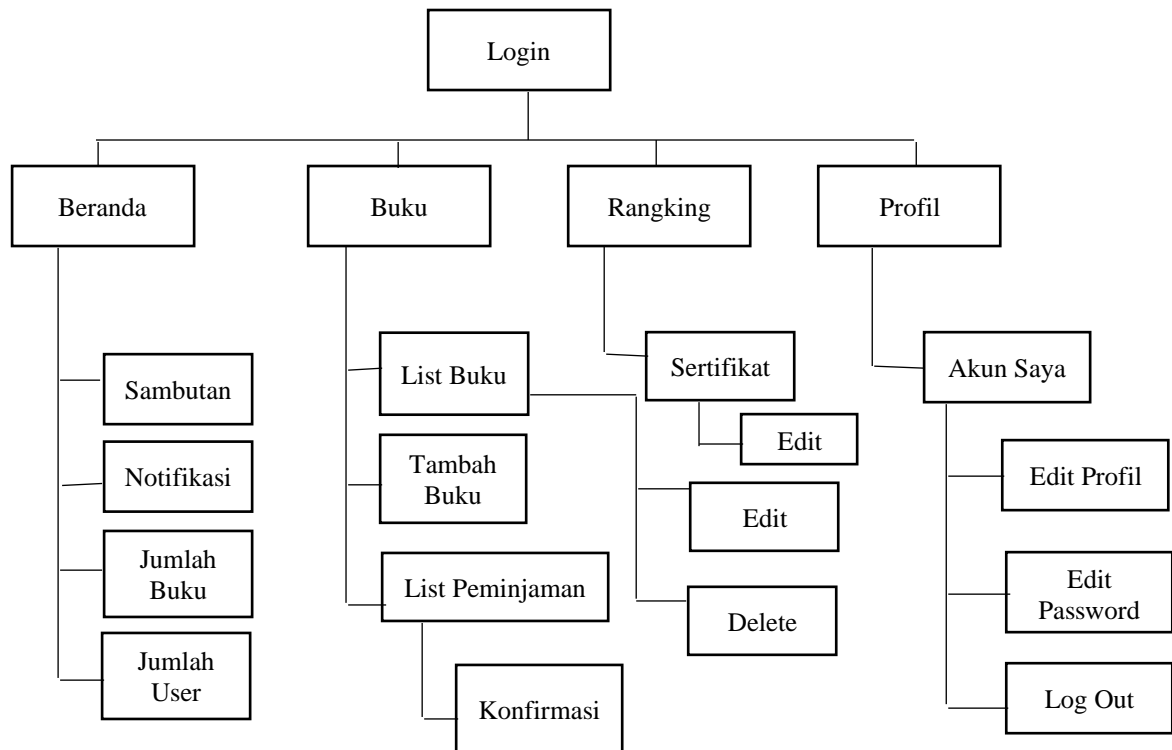 Login
Beranda
Buku
Rangking
Profil
Sambutan
Notifikasi
Jumlah
Buku
Jumlah
User
List Buku
Tambah
Buku
List Peminjaman
Konfirmasi
Edit
Delete
Sertifikat
Edit
Akun Saya
Edit Profil
Edit
Password
Log Out